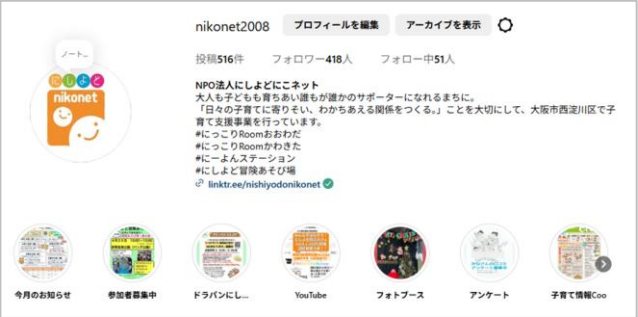 nikonet2008
プロフィールを編集
アーカイブを表示
ノート...
にしよど
nikonet
投稿516件 フォロワー418人 フォロー中51人
NPO法人にしよどにこネット
大人も子どもも育ちあい誰もが誰かのサポーターになれるまちに。
「日々の子育てに寄りそい、わかちあえる関係をつくる。」ことを大切にして、大阪市西淀川区で子
育て支援事業を行っています。
#にっこりRoomおおわだ
#にっこりRoomかわきた
#にーよんステーション
#にしよど冒険あそび場
linktr.ee/nishiyodonikonet
今月のお知らせ
参加者募集中
ドラパンにし...
YouTube
フォトブース
アンケート
子育て情報Coo